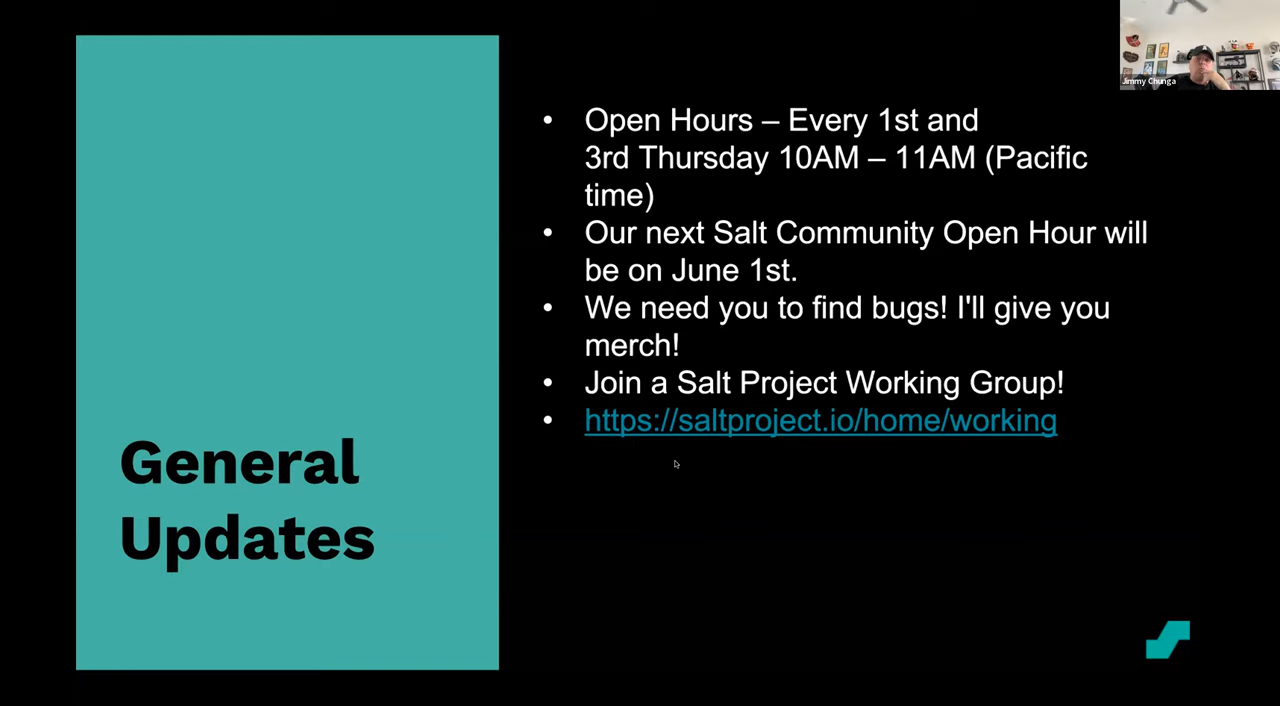 Jimmy Chunga
General
Updates
• Open Hours – Every 1st and
3rd Thursday 10AM – 11AM (Pacific
time)
• Our next Salt Community Open Hour will
be on June 1st.
• We need you to find bugs! I'll give you
merch!
• Join a Salt Project Working Group!
• https://saltproject.io/home/working